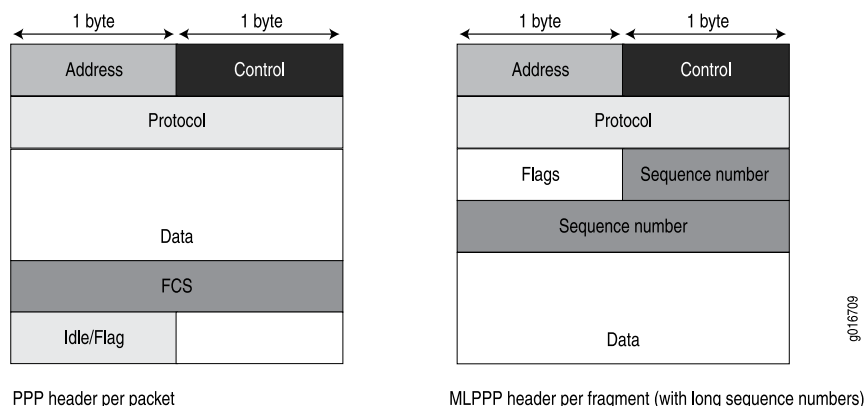 1 byte 1 byte
Address Control
Protocol
Data
FCS
Idle/Flag
PPP header per packet
1 byte 1 byte
Address Control
Protocol
Flags Sequence number
Sequence number
Data
MLPPP header per fragment (with long sequence numbers)
g016709